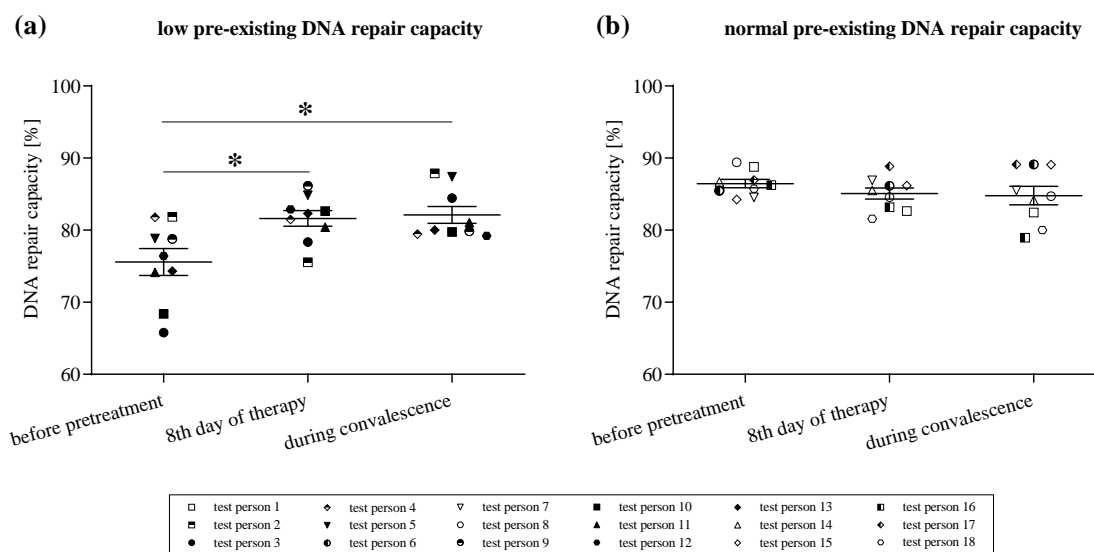 (a) low pre-existing DNA repair capacity
DNA repair capacity [%]
100
90
80
70
60
*
*
before pretreatment
8th day of therapy
during convalescence
(b) normal pre-existing DNA repair capacity
DNA repair capacity [%]
100
90
80
70
60
before pretreatment
8th day of therapy
during convalescence
test person 1 test person 4 test person 7 test person 10 test person 13 test person 16
test person 2 test person 5 test person 8 test person 11 test person 14 test person 17
test person 3 test person 6 test person 9 test person 12 test person 15 test person 18